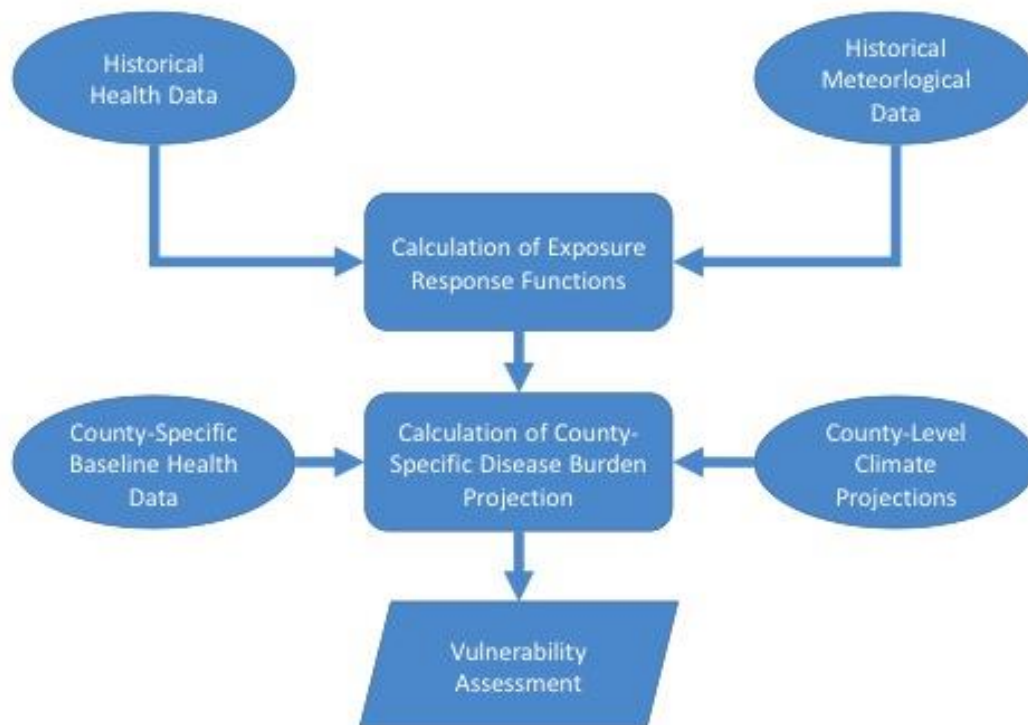 Historical
Health Data
Historical
Meteorlogical
Data
Calculation of Exposure
Response Functions
County-Specific
Baseline Health
Data
Calculation of County-
Specific Disease Burden
Projection
County-Level
Climate
Projections
Vulnerability
Assessment